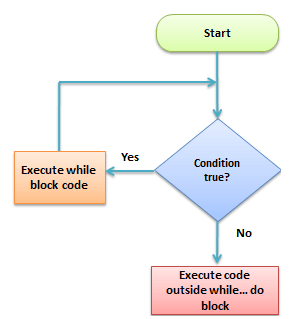 Start
Condition
true?
Yes
Execute while
block code
No
Execute code
outside while... do
block